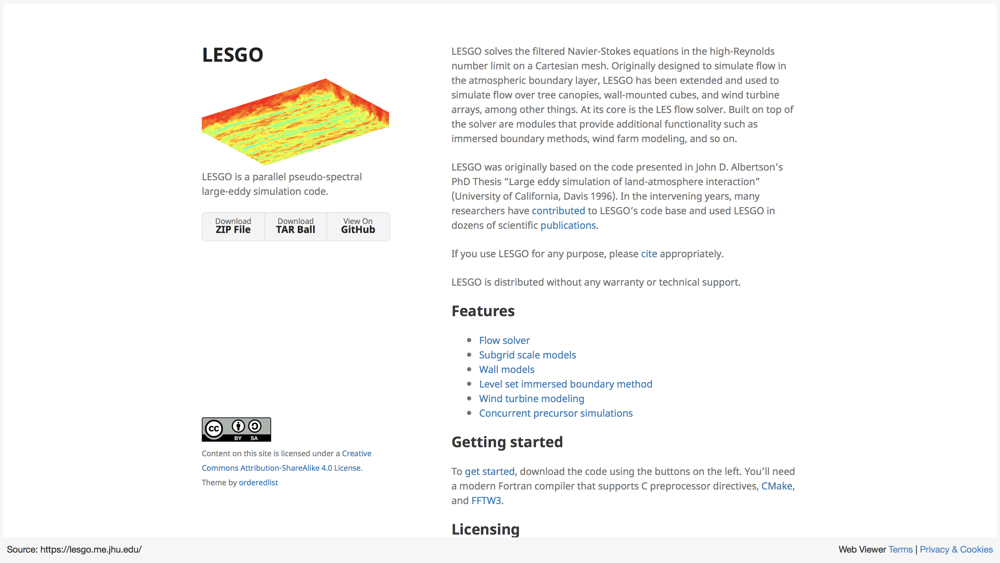 LESGO
LESGO is a parallel pseudo-spectral
large-eddy simulation code.
Download
ZIP File
Download
TAR Ball
View On
GitHub
CC BY SA
Content on this site is licensed under a Creative
Commons Attribution-ShareAlike 4.0 License.
Theme by orderedlist
LESGO solves the filtered Navier-Stokes equations in the high-Reynolds
number limit on a Cartesian mesh. Originally designed to simulate flow in
the atmospheric boundary layer, LESGO has been extended and used to
simulate flow over tree canopies, wall-mounted cubes, and wind turbine
arrays, among other things. At its core is the LES flow solver. Built on top of
the solver are modules that provide additional functionality such as
immersed boundary methods, wind farm modeling, and so on.
LESGO was originally based on the code presented in John D. Albertson’s
PhD Thesis “Large eddy simulation of land-atmosphere interaction”
(University of California, Davis 1996). In the intervening years, many
researchers have contributed to LESGO’s code base and used LESGO in
dozens of scientific publications.
If you use LESGO for any purpose, please cite appropriately.
LESGO is distributed without any warranty or technical support.
Features
• Flow solver
• Subgrid scale models
• Wall models
• Level set immersed boundary method
• Wind turbine modeling
• Concurrent precursor simulations
Getting started
To get started, download the code using the buttons on the left. You’ll need
a modern Fortran compiler that supports C preprocessor directives, CMake,
and FFTW3.
Licensing
Source: https://lesgo.me.jhu.edu/
Web Viewer Terms | Privacy & Cookies